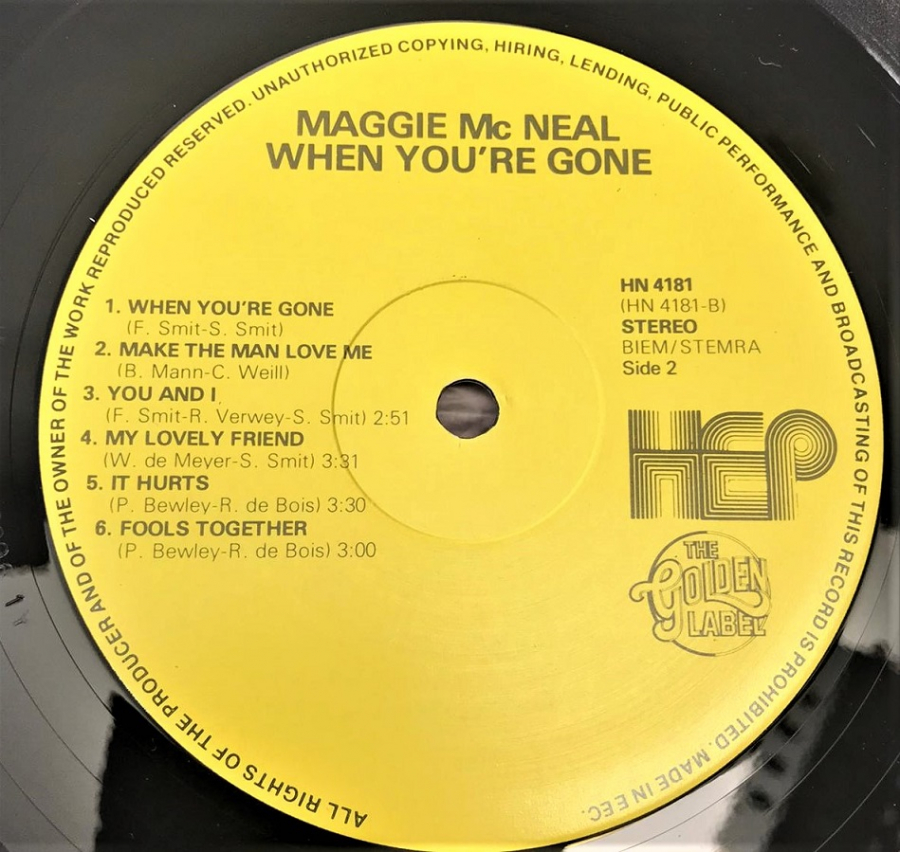 ALL RIGHTS OF THE PRODUCER AND OF THE OWNER OF THE WORK REPRODUCED RESERVED. UNAUTHORIZED COPYING, HIRING, LENDING, PUBLIC PERFORMANCE AND BROADCASTING OF THIS RECORD IS PROHIBITED. MADE IN EEC.
MAGGIE Mc NEAL
WHEN YOU'RE GONE
1. WHEN YOU'RE GONE
(F. Smit-S. Smit)
2. MAKE THE MAN LOVE ME
(B. Mann-C. Weill)
3. YOU AND I
(F. Smit-R. Verwey-S. Smit) 2:51
4. MY LOVELY FRIEND
(W. de Meyer-S. Smit) 3:31
5. IT HURTS
(P. Bewley-R. de Bois) 3:30
6. FOOLS TOGETHER
(P. Bewley-R. de Bois) 3:00
HN 4181
(HN 4181-B)
STEREO
BIEM/STEMRA
Side 2
HEP
THE
GOLDEN
LABEL